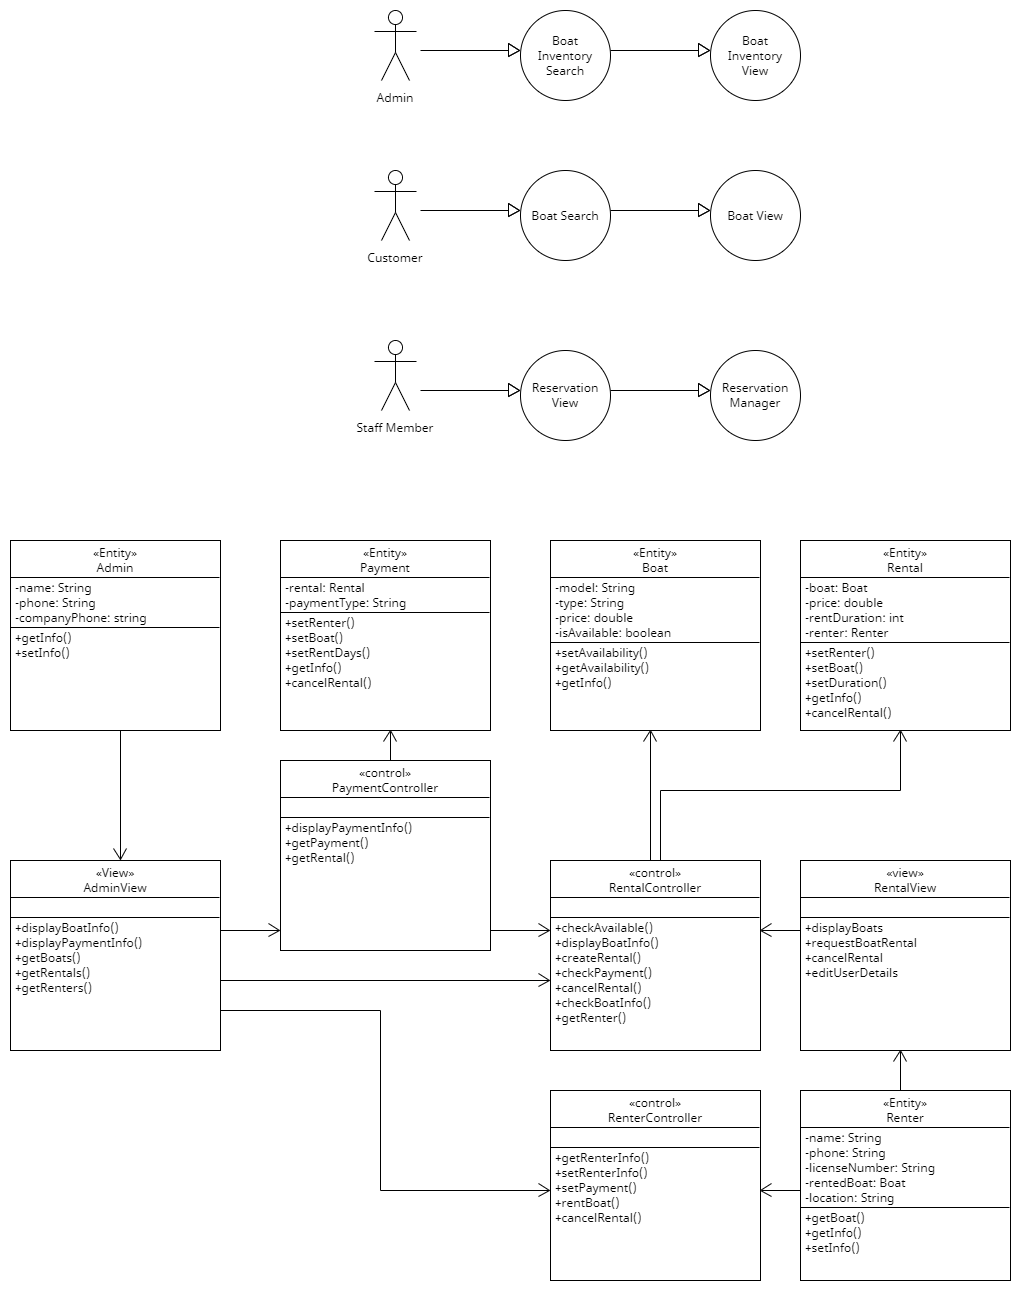 Boat
Inventory
Search
Boat
Inventory
View
Admin
Boat Search
Boat View
Customer
Reservation
View
Reservation
Manager
Staff Member
«Entity»
Admin
-name: String
-phone: String
-companyPhone: string
+getInfo()
+setInfo()
«Entity»
Payment
-rental: Rental
-paymentType: String
+setRenter()
+setBoat()
+setRentDays()
+getInfo()
+cancelRental()
«Entity»
Boat
-model: String
-type: String
-price: double
-isAvailable: boolean
+setAvailability()
+getAvailability()
+getInfo()
«Entity»
Rental
-boat: Boat
-price: double
-rentDuration: int
-renter: Renter
+setRenter()
+setBoat()
+setDuration()
+getInfo()
+cancelRental()
«control»
PaymentController
+displayPaymentInfo()
+getPayment()
+getRental()
«View»
AdminView
+displayBoatInfo()
+displayPaymentInfo()
+getBoats()
+getRentals()
+getRenters()
«control»
RentalController
+checkAvailable()
+displayBoatInfo()
+createRental()
+checkPayment()
+cancelRental()
+checkBoatInfo()
+getRenter()
«view»
RentalView
+displayBoats
+requestBoatRental
+cancelRental
+editUserDetails
«control»
RenterController
+getRenterInfo()
+setRenterInfo()
+setPayment()
+rentBoat()
+cancelRental()
«Entity»
Renter
-name: String
-phone: String
-licenseNumber: String
-rentedBoat: Boat
-location: String
+getBoat()
+getInfo()
+setInfo()